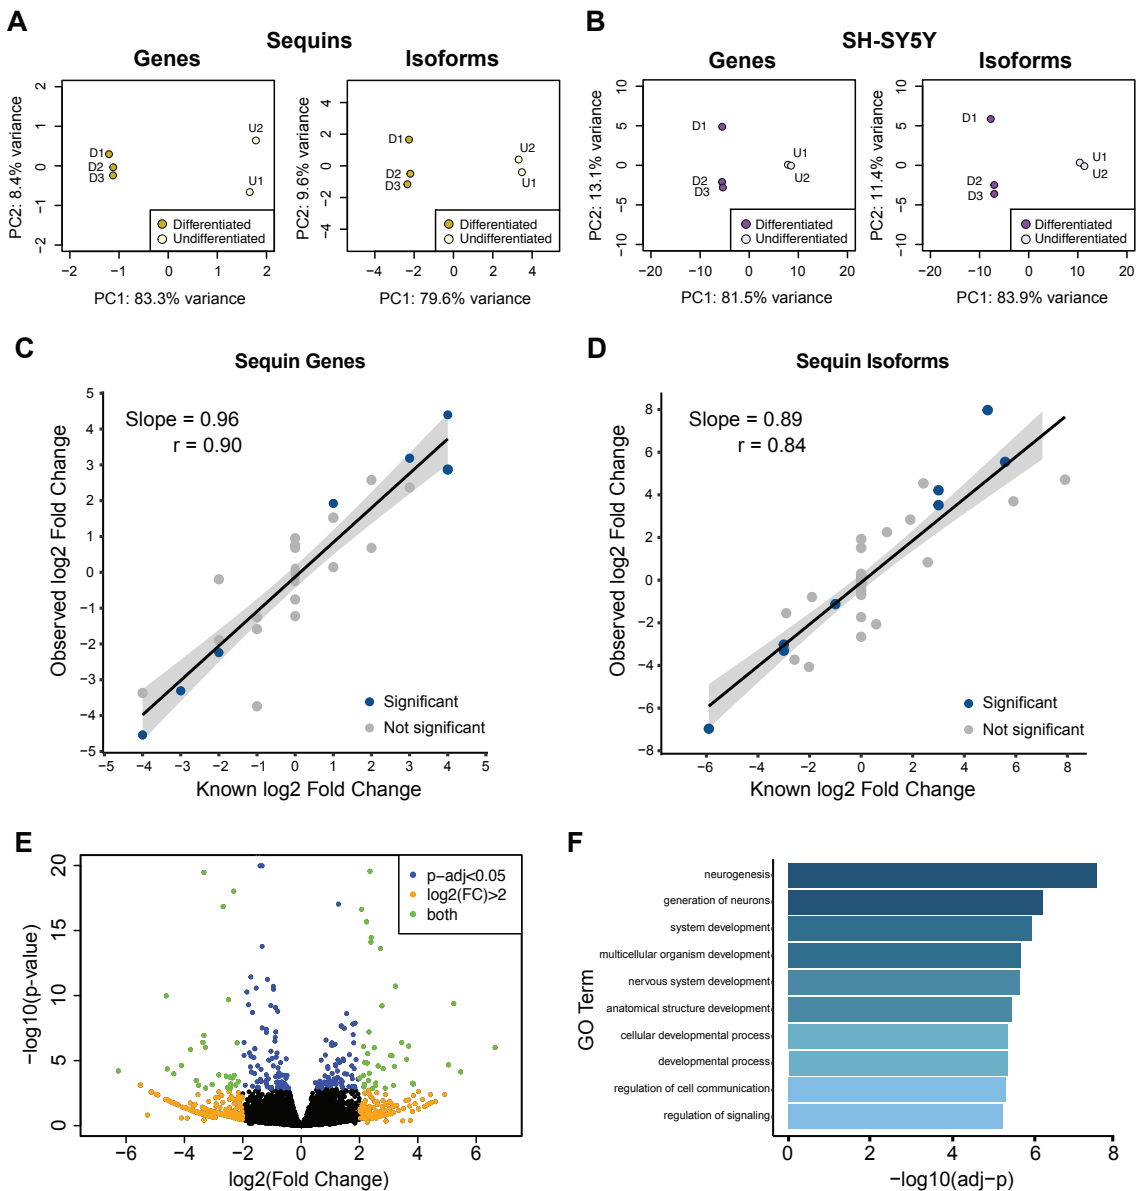 A
Sequins
Genes
Isoforms
PC2: 8.4% variance
2
1
0
−1
−2
D1
D2
D3
U2
U1
Differentiated
Undifferentiated
−2
−1
0
1
2
PC1: 83.3% variance
PC2: 9.6% variance
4
2
0
−2
−4
D1
D2
D3
U2
U1
Differentiated
Undifferentiated
−4
−2
0
2
4
PC1: 79.6% variance
B
SH-SY5Y
Genes
Isoforms
PC2: 13.1% variance
10
5
0
−5
−10
D1
D2
D3
U1
U2
Differentiated
Undifferentiated
−20
−10
0
10
20
PC1: 81.5% variance
PC2: 11.4% variance
10
5
0
−5
−10
D1
D2
D3
U1
U2
Differentiated
Undifferentiated
−20
−10
0
10
20
PC1: 83.9% variance
C
Sequin Genes
Slope = 0.96
r = 0.90
Observed log2 Fold Change
5
4
3
2
1
0
−1
−2
−3
−4
−5
Significant
Not significant
−5
−4
−3
−2
−1
0
1
2
3
4
5
Known log2 Fold Change
D
Sequin Isoforms
Slope = 0.89
r = 0.84
Observed log2 Fold Change
8
6
4
2
0
−2
−4
−6
−8
Significant
Not significant
−6
−4
−2
0
2
4
6
8
Known log2 Fold Change
E
−log10(p−value)
20
15
10
5
0
p−adj<0.05
log2(FC)>2
both
−6
−4
−2
0
2
4
6
log2(Fold Change)
F
GO Term
neurogenesis
generation of neurons
system development
multicellular organism development
nervous system development
anatomical structure development
cellular developmental process
developmental process
regulation of cell communication
regulation of signaling
0
2
4
6
8
−log10(adj−p)